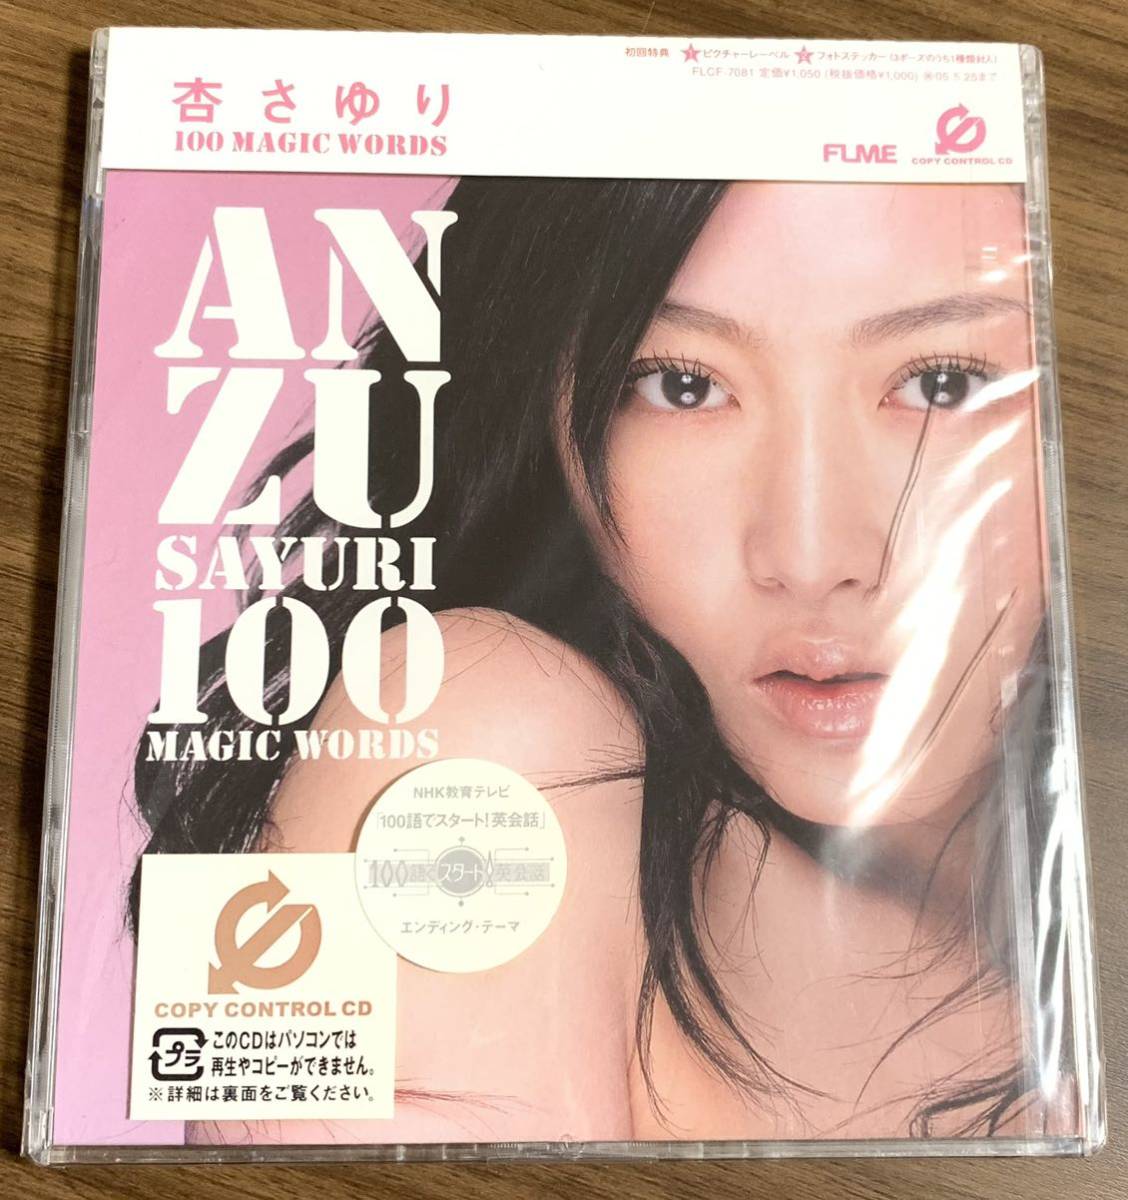 初回特典 ★1ピクチャーレーベル ★2フォトステッカー(3ポーズのうち1種類封入)
FLCF-7081 定価¥1,050(税抜価格¥1,000) 05.5.25まで
杏さゆり
100 MAGIC WORDS
FLME
COPY CONTROL CD
AN
ZU
SAYURI
100
MAGIC WORDS
NHK教育テレビ
「100語でスタート!英会話」
100語でスタート!英会話
エンディング・テーマ
COPY CONTROL CD
プラ
このCDはパソコンでは
再生やコピーができません。
※詳細は裏面をご覧ください。